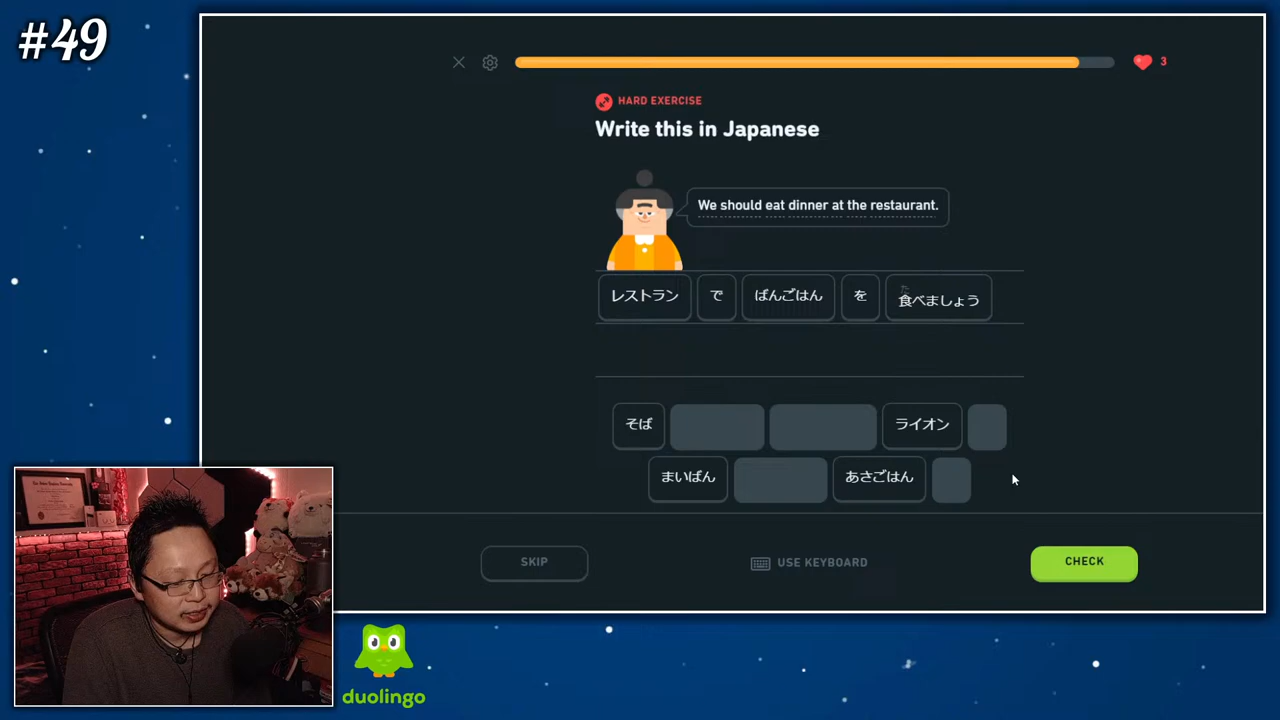 #49
3
HARD EXERCISE
Write this in Japanese
We should eat dinner at the restaurant.
レストラン で ばんごはん を 食べましょう
た
そば ライオン
まいばん あさごはん
SKIP USE KEYBOARD CHECK
duolingo